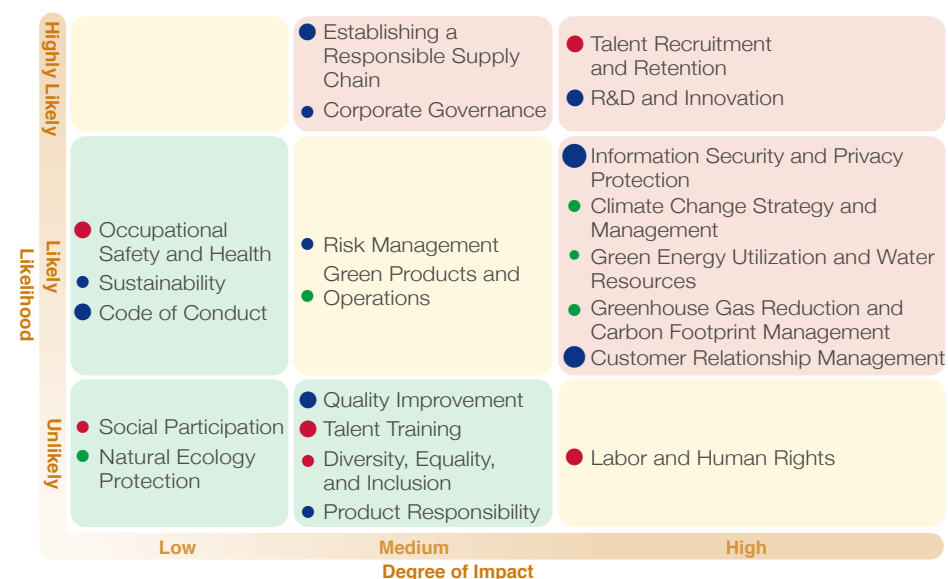 Highly Likely
Establishing a
Responsible Supply
Chain
Corporate Governance
Talent Recruitment
and Retention
R&D and Innovation
Likelihood
Likely
Occupational
Safety and Health
Sustainability
Code of Conduct
Risk Management
Green Products and
Operations
Information Security and Privacy
Protection
Climate Change Strategy and
Management
Green Energy Utilization and Water
Resources
Greenhouse Gas Reduction and
Carbon Footprint Management
Customer Relationship Management
Unlikely
Social Participation
Natural Ecology
Protection
Quality Improvement
Talent Training
Diversity, Equality,
and Inclusion
Product Responsibility
Labor and Human Rights
Low
Medium
High
Degree of Impact